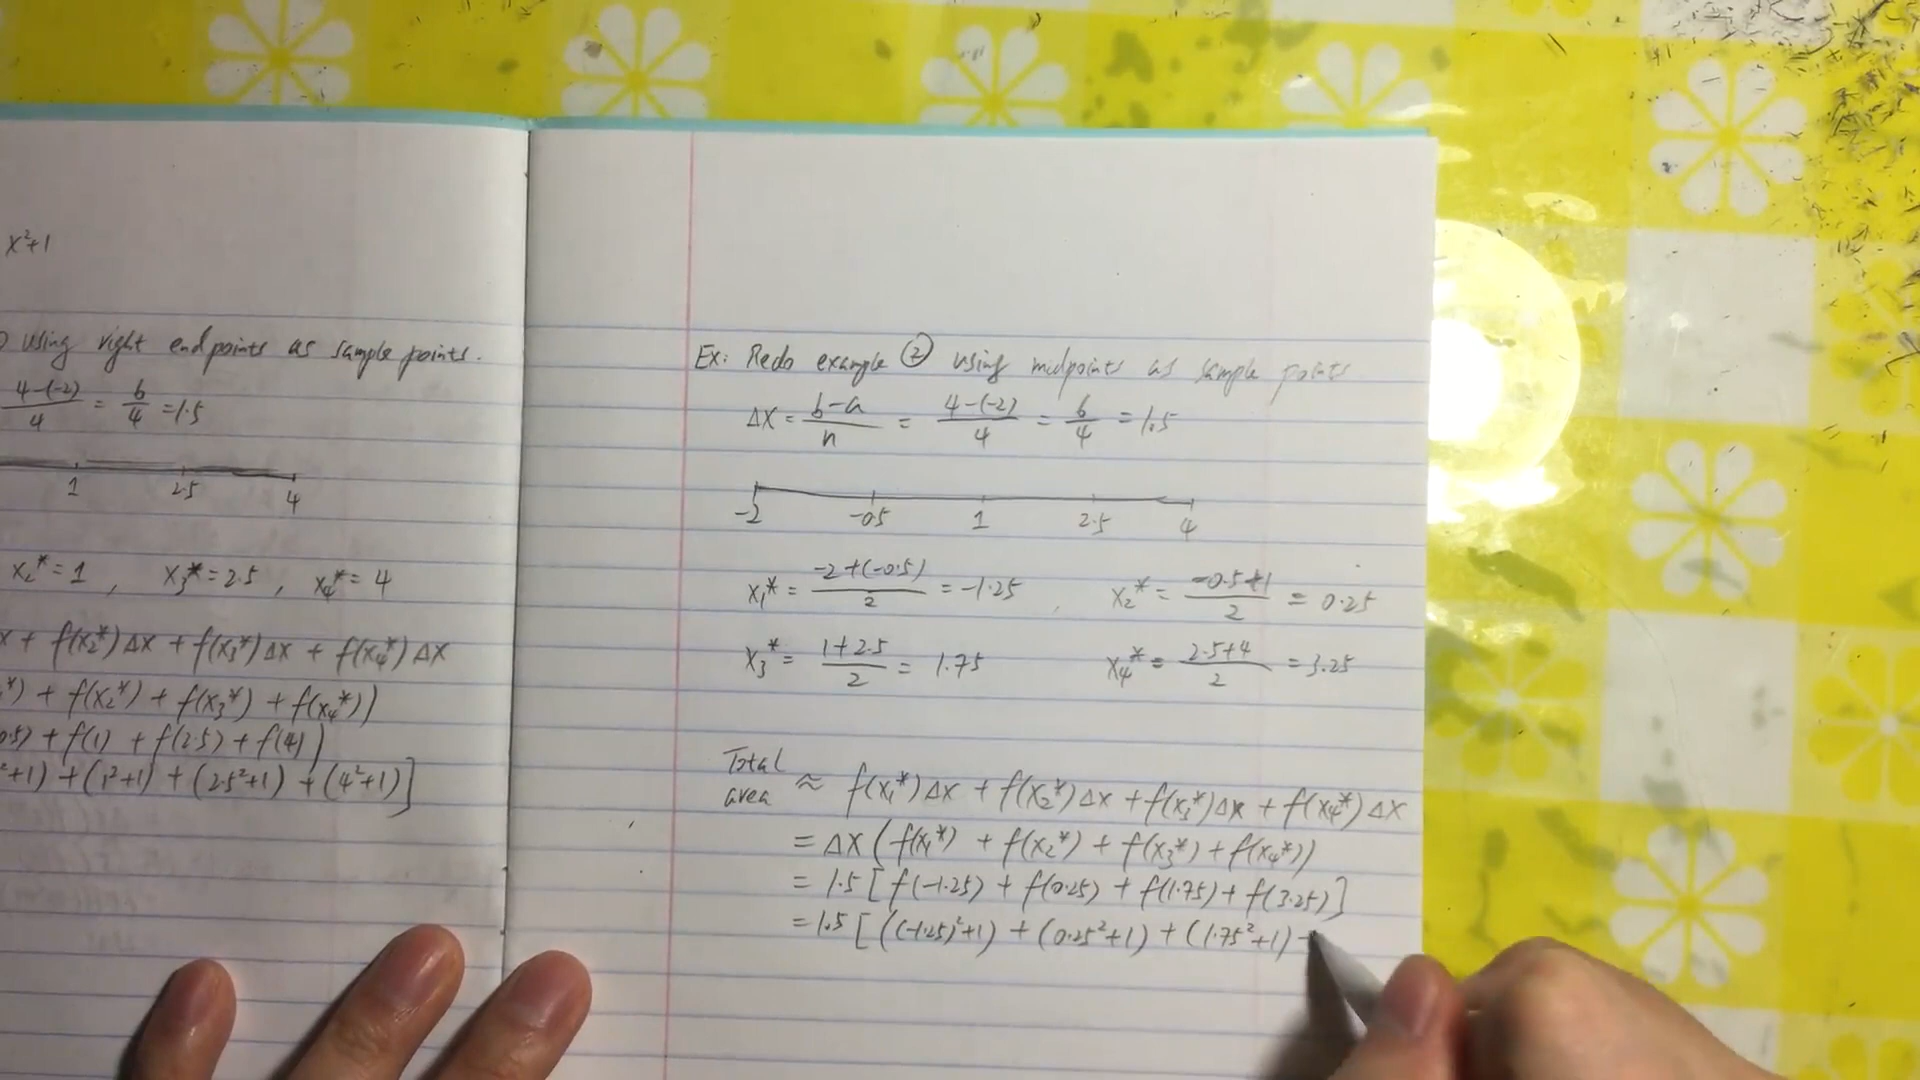 x²+1
using right endpoints as sample points.
4-(-2)/4 = 6/4 = 1.5
1 2.5 4
x₂* = 1 , x₃* = 2.5 , x₄* = 4
x + f(x₂*)Δx + f(x₃*)Δx + f(x₄*)Δx
*) + f(x₂*) + f(x₃*) + f(x₄*))
0.5) + f(1) + f(2.5) + f(4))
²+1) + (1²+1) + (2.5²+1) + (4²+1)]
Ex: Redo example ② using midpoints as sample points
Δx = b-a/n = 4-(-2)/4 = 6/4 = 1.5
-2 -0.5 1 2.5 4
x₁* = -2+(-0.5)/2 = -1.25 , x₂* = -0.5+1/2 = 0.25
x₃* = 1+2.5/2 = 1.75 x₄* = 2.5+4/2 = 3.25
Total area ≈ f(x₁*)Δx + f(x₂*)Δx + f(x₃*)Δx + f(x₄*)Δx
= Δx(f(x₁*) + f(x₂*) + f(x₃*) + f(x₄*))
= 1.5[f(-1.25) + f(0.25) + f(1.75) + f(3.25)]
= 1.5[((-1.25)²+1) + (0.25²+1) + (1.75²+1) +